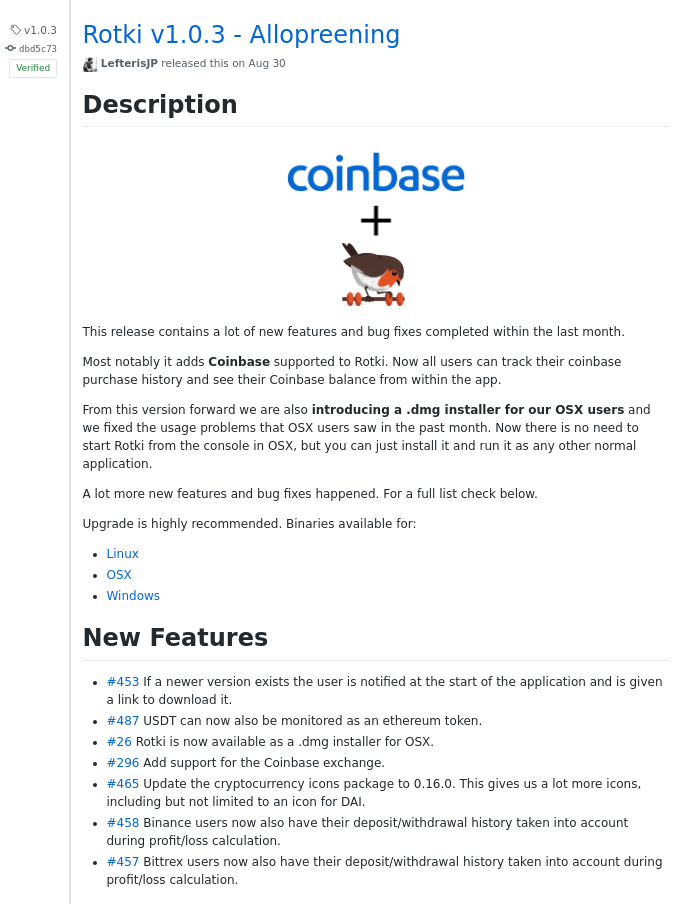 v1.0.3
dbd5c73
Verified
Rotki v1.0.3 - Allopreening
LefterisJP released this on Aug 30
Description
coinbase
+
This release contains a lot of new features and bug fixes completed within the last month.
Most notably it adds Coinbase supported to Rotki. Now all users can track their coinbase
purchase history and see their Coinbase balance from within the app.
From this version forward we are also introducing a .dmg installer for our OSX users and
we fixed the usage problems that OSX users saw in the past month. Now there is no need to
start Rotki from the console in OSX, but you can just install it and run it as any other normal
application.
A lot more new features and bug fixes happened. For a full list check below.
Upgrade is highly recommended. Binaries available for:
• Linux
• OSX
• Windows
New Features
• #453 If a newer version exists the user is notified at the start of the application and is given
a link to download it.
• #487 USDT can now also be monitored as an ethereum token.
• #26 Rotki is now available as a .dmg installer for OSX.
• #296 Add support for the Coinbase exchange.
• #465 Update the cryptocurrency icons package to 0.16.0. This gives us a lot more icons,
including but not limited to an icon for DAI.
• #458 Binance users now also have their deposit/withdrawal history taken into account
during profit/loss calculation.
• #457 Bittrex users now also have their deposit/withdrawal history taken into account during
profit/loss calculation.